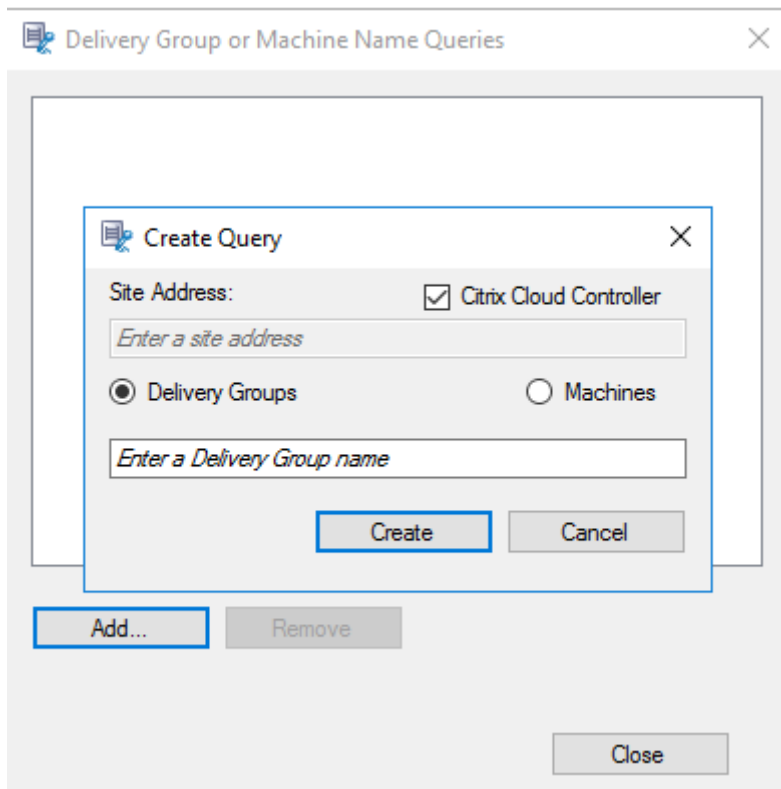 Delivery Group or Machine Name Queries
Create Query
Site Address: Citrix Cloud Controller
Enter a site address
Delivery Groups Machines
Enter a Delivery Group name
Create Cancel
Add... Remove
Close